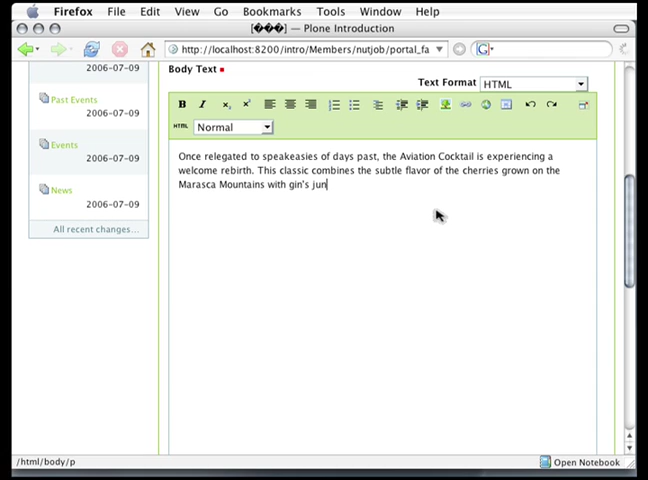 Firefox File Edit View Go Bookmarks Tools Window Help
[���] — Plone Introduction
http://localhost:8200/intro/Members/nutjob/portal_fa
G
2006-07-09
Past Events
2006-07-09
Events
2006-07-09
News
2006-07-09
All recent changes...
Body Text
Text Format HTML
B I
HTML Normal
Once relegated to speakeasies of days past, the Aviation Cocktail is experiencing a
welcome rebirth. This classic combines the subtle flavor of the cherries grown on the
Marasca Mountains with gin's jun
/html/body/p
Open Notebook